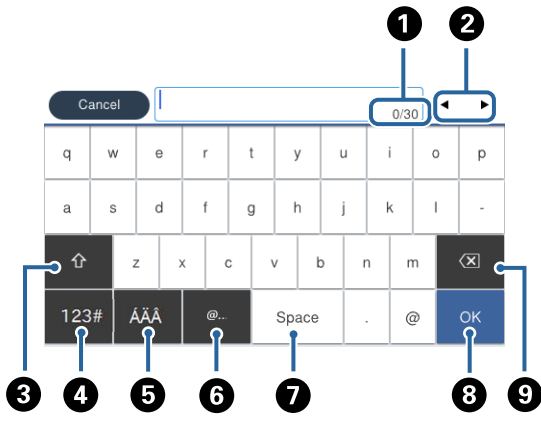 1 2
Cancel 0/30 ◀ ▶
q w e r t y u i o p
a s d f g h j k l -
z x c v b n m
123# ÁÄÂ @... Space . @ OK
3 4 5 6 7 8 9